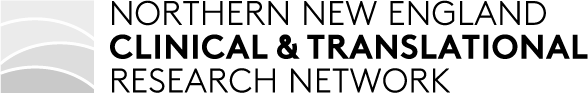 NORTHERN NEW ENGLAND
CLINICAL & TRANSLATIONAL
RESEARCH NETWORK